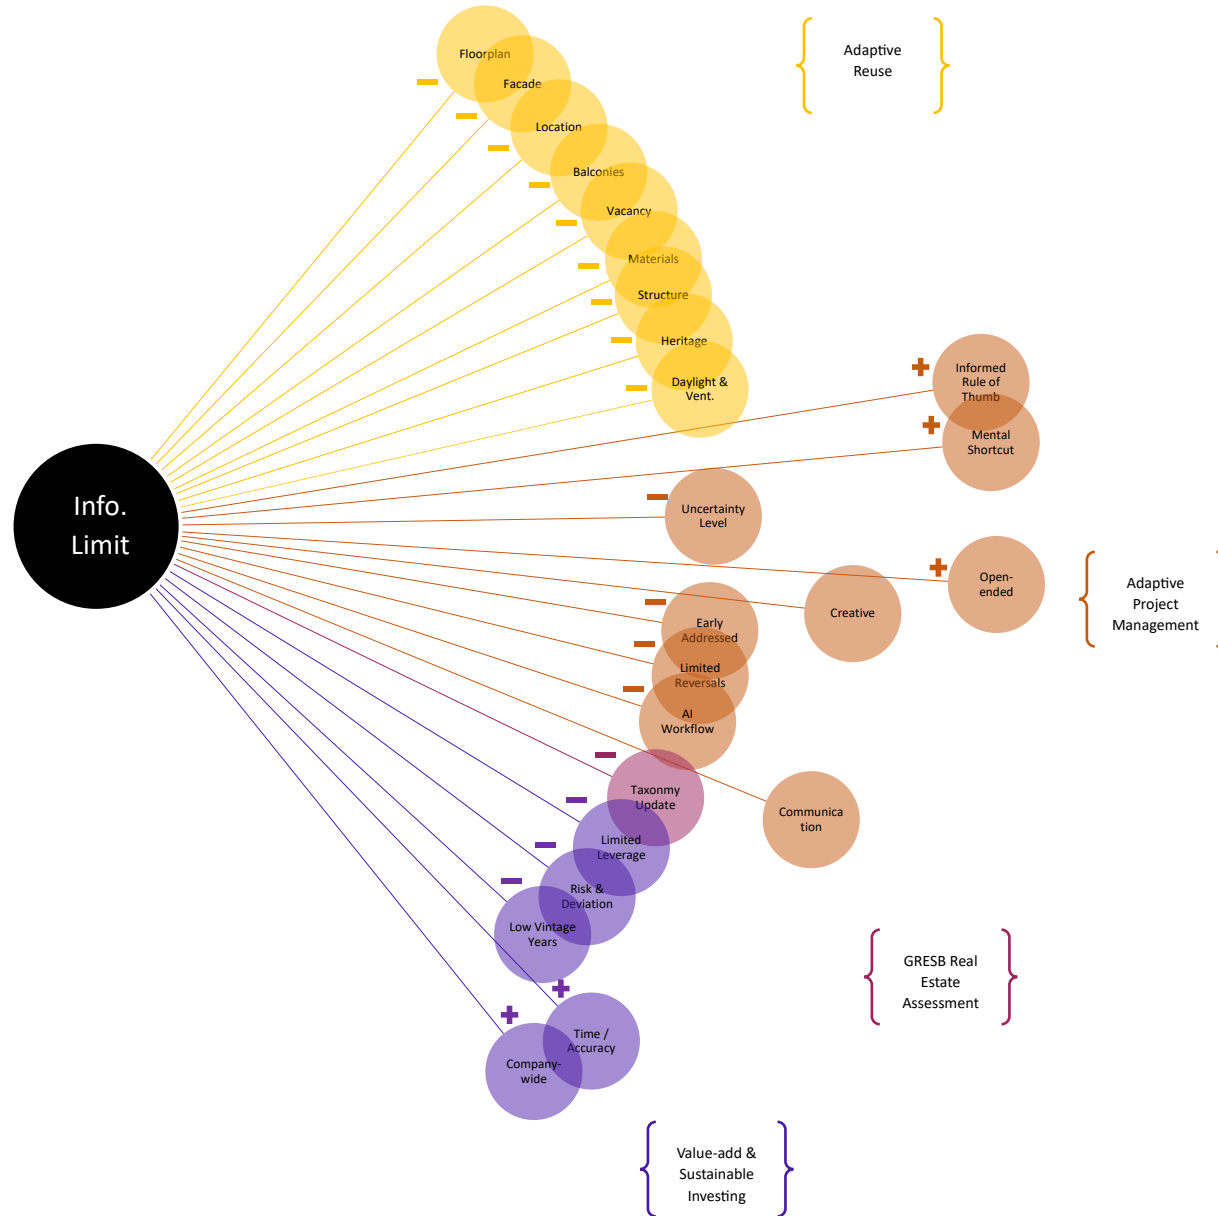 Floorplan
Facade
Location
Balconies
Vacancy
Materials
Structure
Heritage
Daylight &
Vent.
Adaptive
Reuse
Informed
Rule of
Thumb
Mental
Shortcut
Info.
Limit
Uncertainty
Level
Open-
ended
Creative
Adaptive
Project
Management
Early
Addressed
Limited
Reversals
AI
Workflow
Taxonmy
Update
Communica
tion
Limited
Leverage
Risk &
Deviation
Low Vintage
Years
GRESB Real
Estate
Assessment
Time /
Accuracy
Company-
wide
Value-add &
Sustainable
Investing